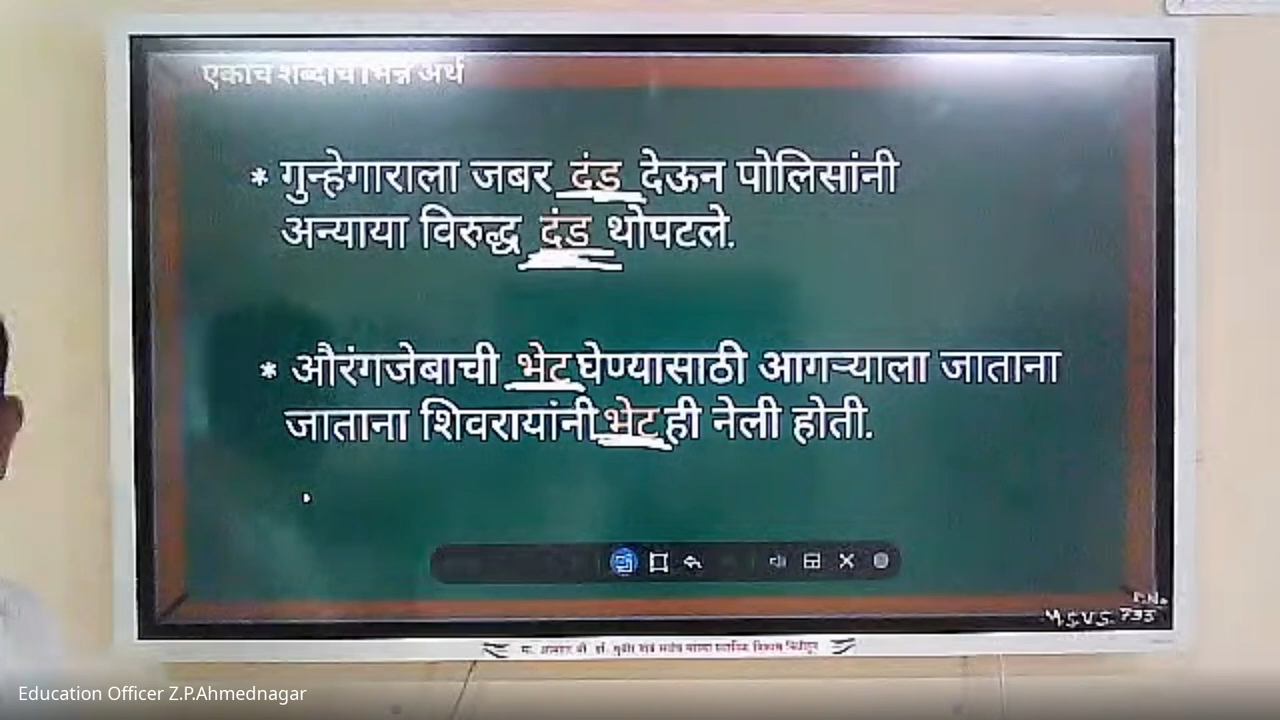 एकाच शब्दाचे भिन्न अर्थ
* गुन्हेगाराला जबर दंड देऊन पोलिसांनी
अन्याया विरुद्ध दंड थोपटले.
* औरंगजेबाची भेट घेण्यासाठी आगऱ्याला जाताना
जाताना शिवरायांनी भेट ही नेली होती.
M.S.V.S. 735
Education Officer Z.P.Ahmednagar